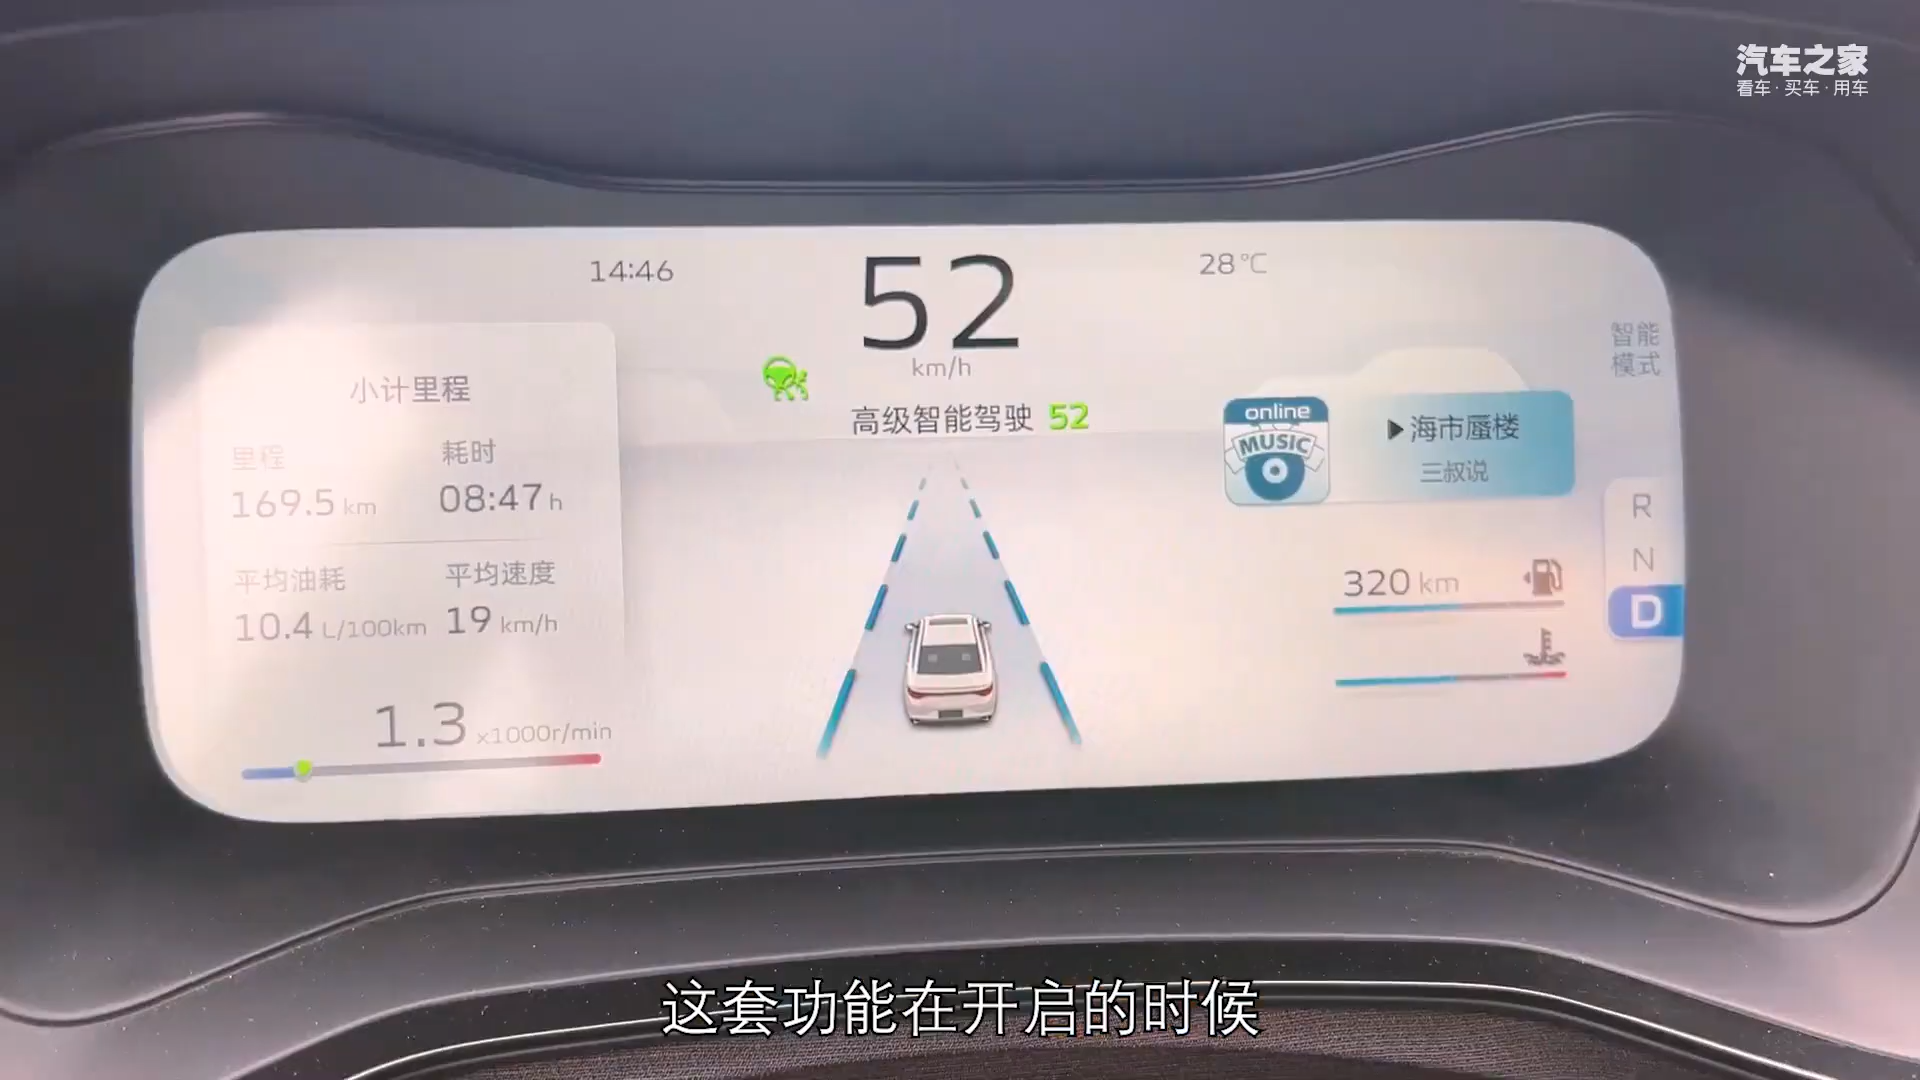 汽车之家
看车·买车·用车
14:46
52
km/h
28℃
高级智能驾驶 52
智能
模式
小计里程
里程
耗时
169.5 km
08:47 h
平均油耗
平均速度
10.4 L/100km
19 km/h
1.3 x1000r/min
online
MUSIC
海市蜃楼
三叔说
320 km
R
N
D
这套功能在开启的时候